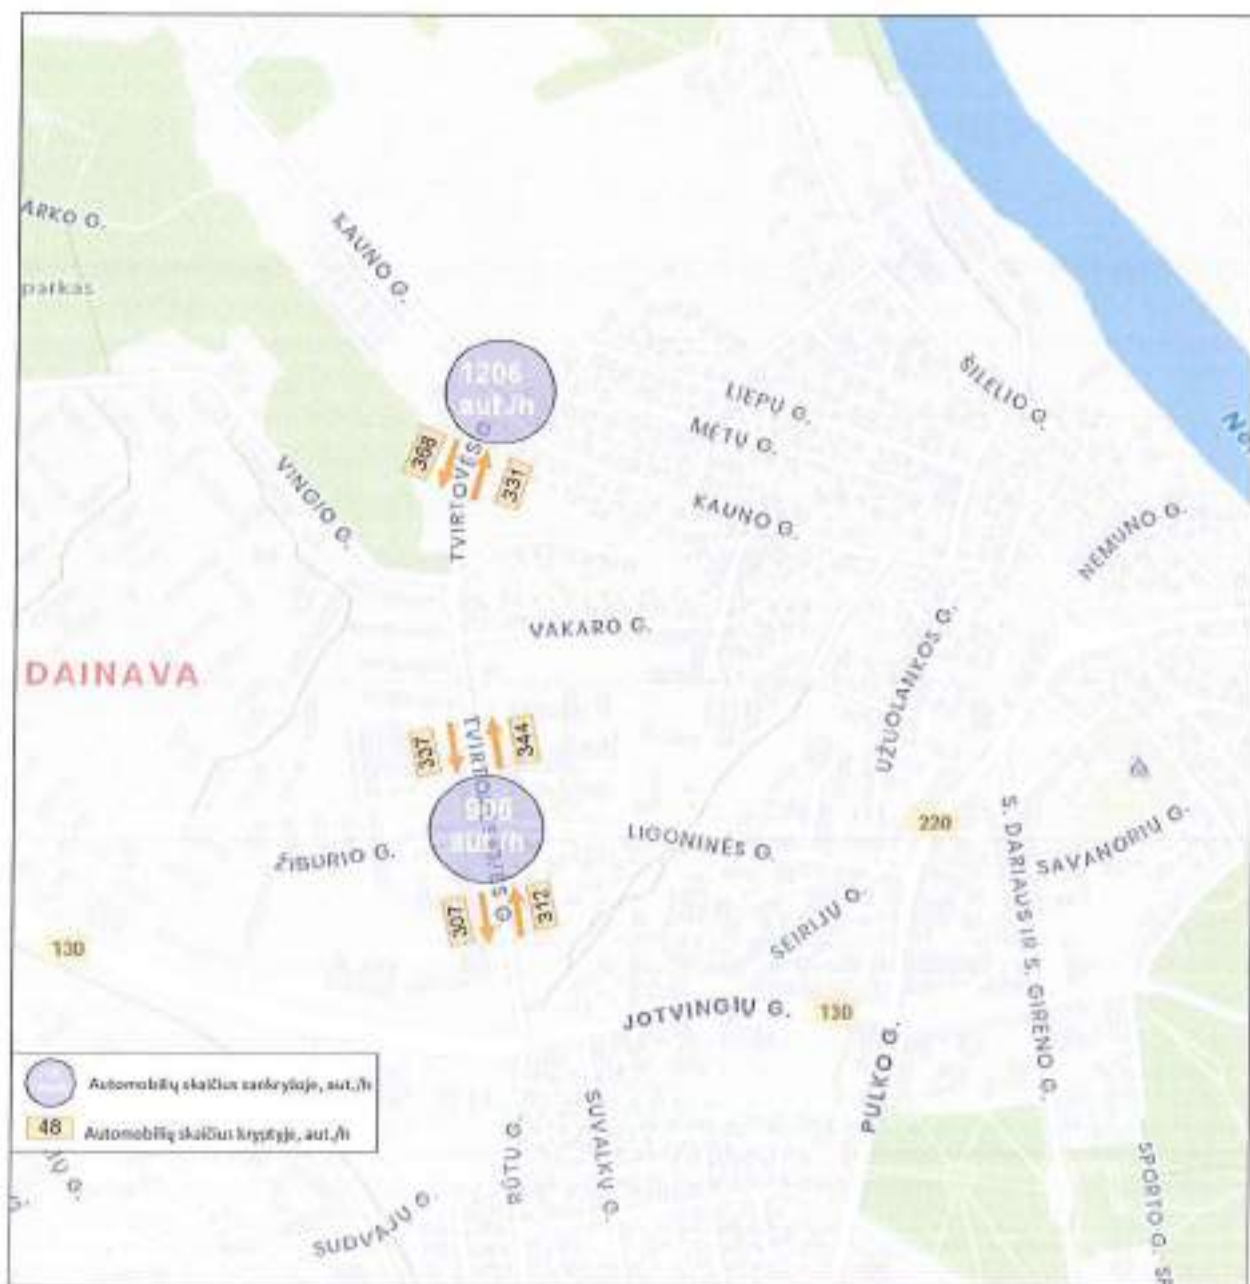 ARKO G.
parkas
KAUNO G.
1206
aut./h
LIEPŲ G.
METŲ G.
ŠILELIO G.
368
331
TVIRTOVĖS G.
VINGIO G.
KAUNO G.
NEMUNO G.
VAKARO G.
UŽUOLANKOS G.
DAINAVA
337
344
aut./h
ŽIBURIO G.
LIGONINĖS G.
220
S. DARIAUS IR S. GIRĖNO G.
SAVANORIŲ G.
307
312
SEIRIJŲ G.
130
JOTVINGIŲ G.
130
PULKO G.
Automobilių skaičius sankryžoje, aut./h
48 Automobilių skaičius kryptyje, aut./h
RŪTŲ G.
SUVALKŲ G.
SPORTO G.
SUDVAJŲ G.